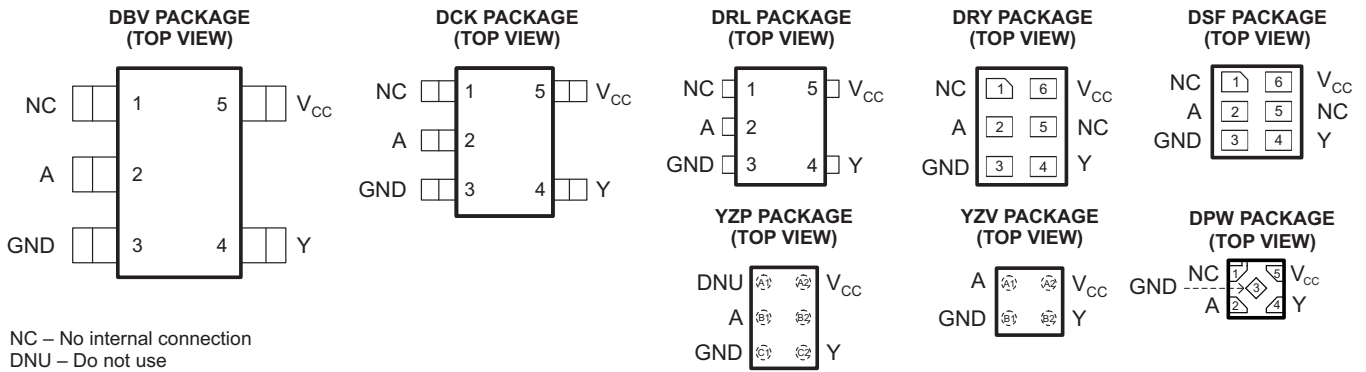 DBV PACKAGE
(TOP VIEW)
NC 1 5 VCC
A 2
GND 3 4 Y
DCK PACKAGE
(TOP VIEW)
NC 1 5 VCC
A 2
GND 3 4 Y
DRL PACKAGE
(TOP VIEW)
NC 1 5 VCC
A 2
GND 3 4 Y
DRY PACKAGE
(TOP VIEW)
NC 1 6 VCC
A 2 5 NC
GND 3 4 Y
DSF PACKAGE
(TOP VIEW)
NC 1 6 VCC
A 2 5 NC
GND 3 4 Y
YZP PACKAGE
(TOP VIEW)
DNU A1 A2 VCC
A B1 B2
GND C1 C2 Y
YZV PACKAGE
(TOP VIEW)
A A1 A2 VCC
GND B1 B2 Y
DPW PACKAGE
(TOP VIEW)
NC 1 5 VCC
GND 3
A 2 4 Y
NC – No internal connection
DNU – Do not use